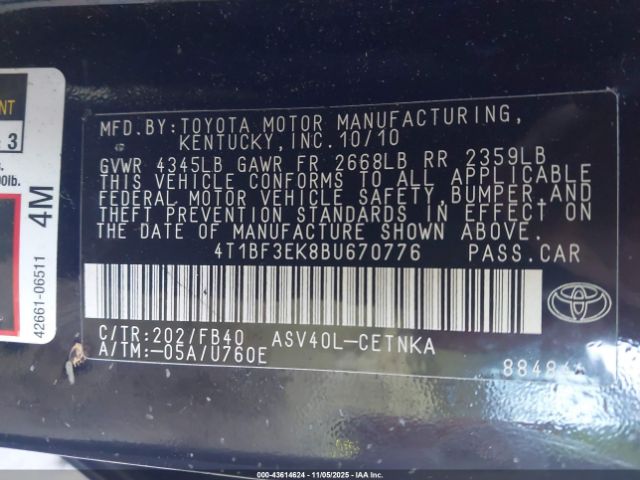 MFD.BY:TOYOTA MOTOR MANUFACTURING,
KENTUCKY, INC.10/10
GVWR 4345LB GAWR FR 2668LB RR 2359LB
THIS VEHICLE CONFORMS TO ALL APPLICABLE
FEDERAL MOTOR VEHICLE SAFETY,BUMPER,AND
THEFT PREVENTION STANDARDS IN EFFECT ON
THE DATE OF MANUFACTURE SHOWN ABOVE.
4T1BF3EK8BU670776 PASS.CAR
C/TR:202/FB40 ASV40L-CETNKA
A/TM:-05A/U760E
88484
TOYOTA
3
4M
42661-06511
000-43614624 | 11/05/2025 - IAA Inc.